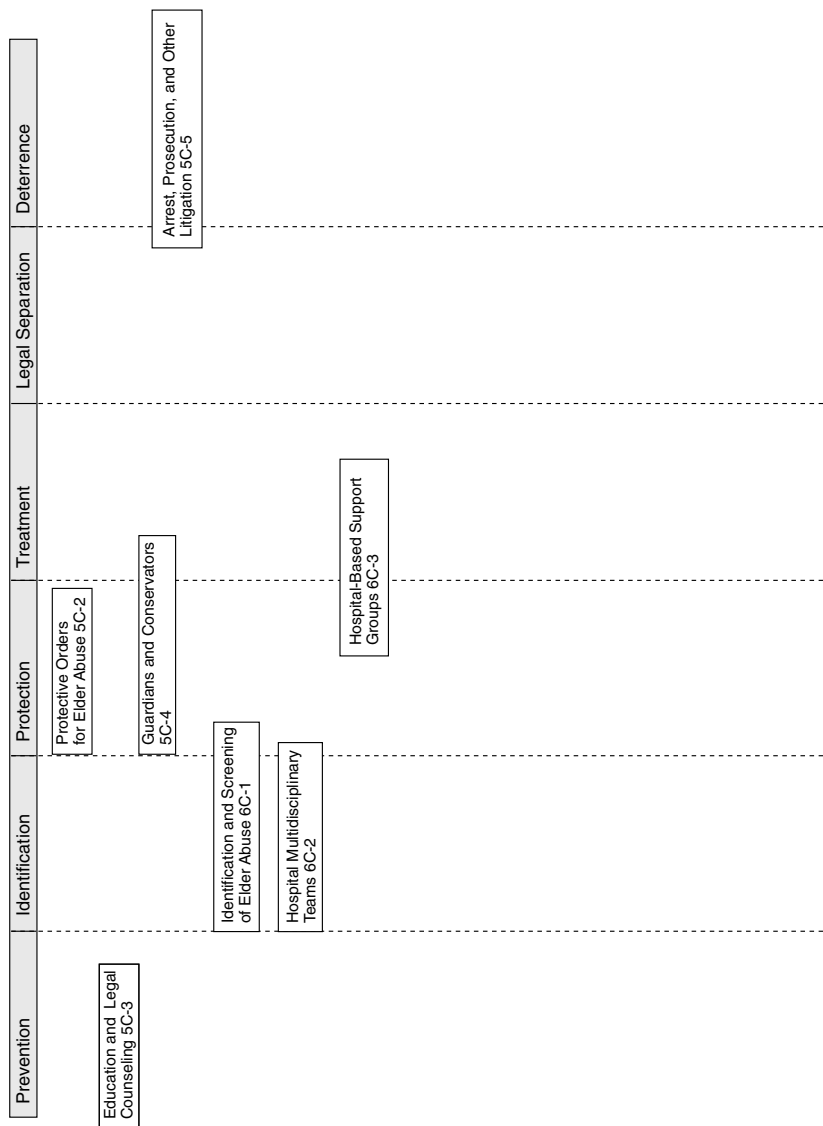 Prevention
Identification
Protection
Treatment
Legal Separation
Deterrence
Protective Orders
for Elder Abuse 5C-2
Education and Legal
Counseling 5C-3
Guardians and Conservators
5C-4
Arrest, Prosecution, and Other
Litigation 5C-5
Identification and Screening
of Elder Abuse 6C-1
Hospital Multidisciplinary
Teams 6C-2
Hospital-Based Support
Groups 6C-3